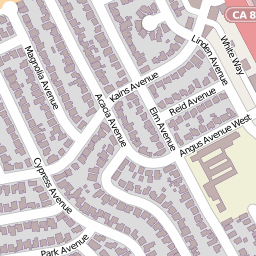 CA 8
Linden Avenue
White Way
Magnolia Avenue
Kains Avenue
Acacia Avenue
Elm Avenue
Reid Avenue
Angus Avenue West
Cypress Avenue
Park Avenue